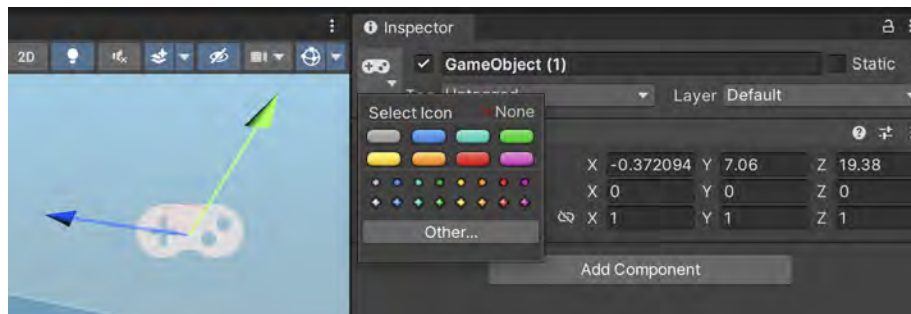 Inspector
2D
GameObject (1)
Static
Layer Default
Select Icon None
X -0.372094 Y 7.06 Z 19.38
X 0 Y 0 Z 0
X 1 Y 1 Z 1
Other...
Add Component